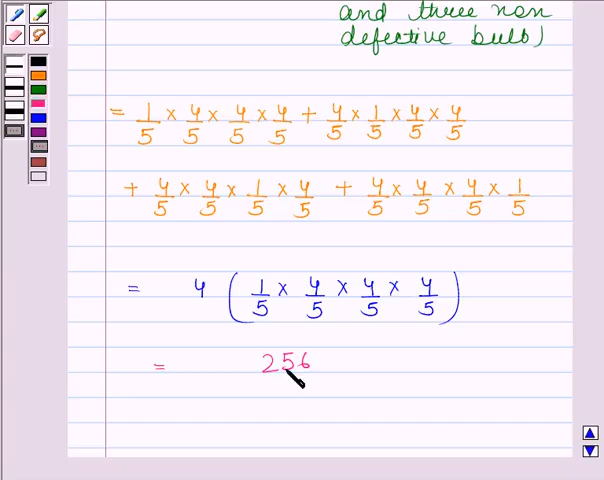 and three non
defective bulb)
= 1/5 × 4/5 × 4/5 × 4/5 + 4/5 × 1/5 × 4/5 × 4/5
+ 4/5 × 4/5 × 1/5 × 4/5 + 4/5 × 4/5 × 4/5 × 1/5
= 4 ( 1/5 × 4/5 × 4/5 × 4/5 )
= 256